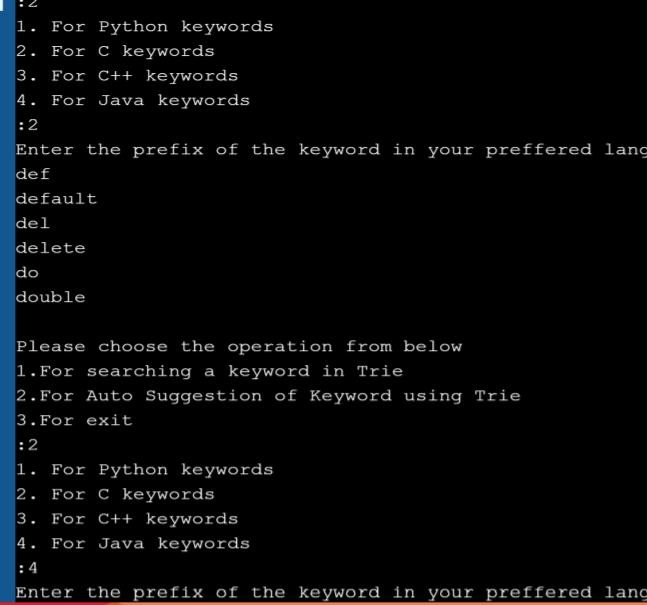 :2
1. For Python keywords
2. For C keywords
3. For C++ keywords
4. For Java keywords
:2
Enter the prefix of the keyword in your preffered lang
def
default
del
delete
do
double
Please choose the operation from below
1.For searching a keyword in Trie
2.For Auto Suggestion of Keyword using Trie
3.For exit
:2
1. For Python keywords
2. For C keywords
3. For C++ keywords
4. For Java keywords
:4
Enter the prefix of the keyword in your preffered lang